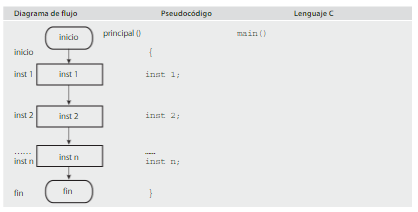 Diagrama de flujo Pseudocódigo Lenguaje C
inicio principal () main()
inicio {
inst 1 inst 1 inst 1;
inst 2 inst 2 inst 2;
...... ......
inst n inst n inst n;
fin fin }